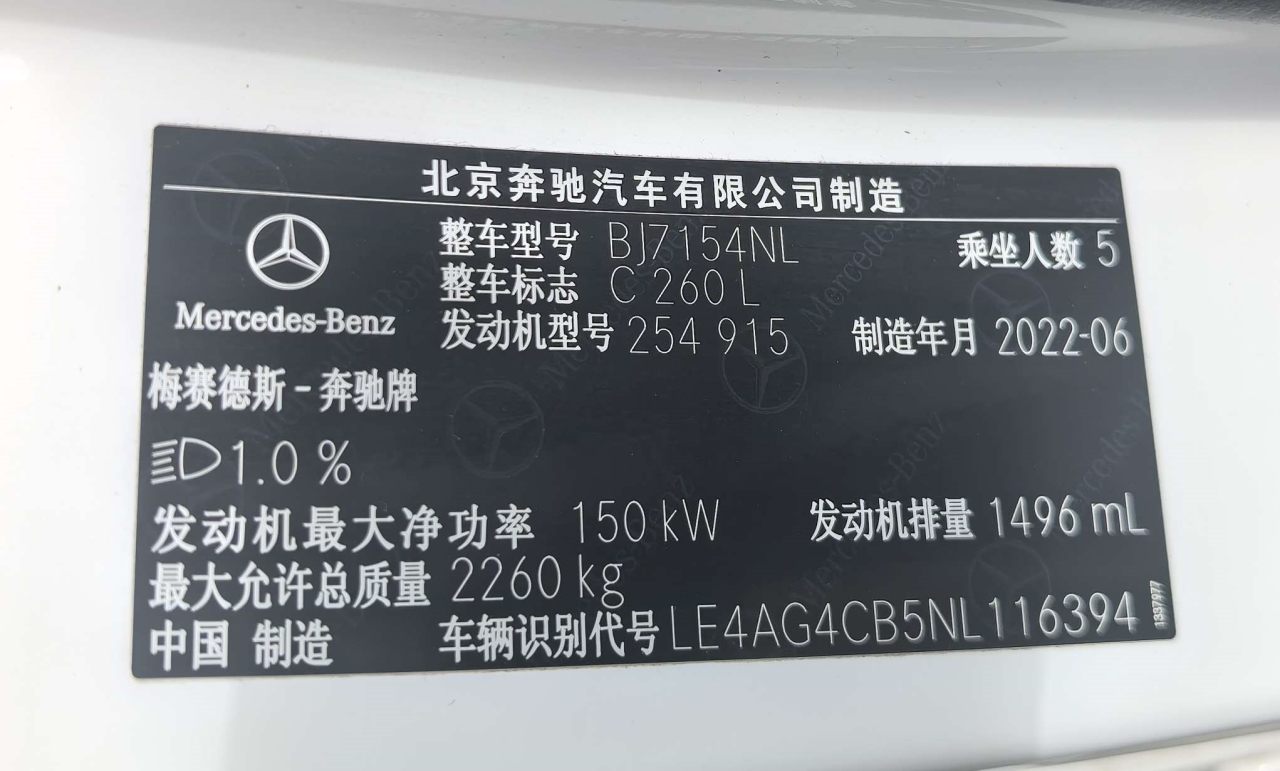 北京奔驰汽车有限公司制造
Mercedes-Benz
整车型号 BJ7154NL 乘坐人数 5
整车标志 C 260 L
发动机型号 254 915 制造年月 2022-06
梅赛德斯-奔驰牌
1.0 %
发动机最大净功率 150 kW 发动机排量 1496 mL
最大允许总质量 2260 kg
中国 制造 车辆识别代号 LE4AG4CB5NL116394